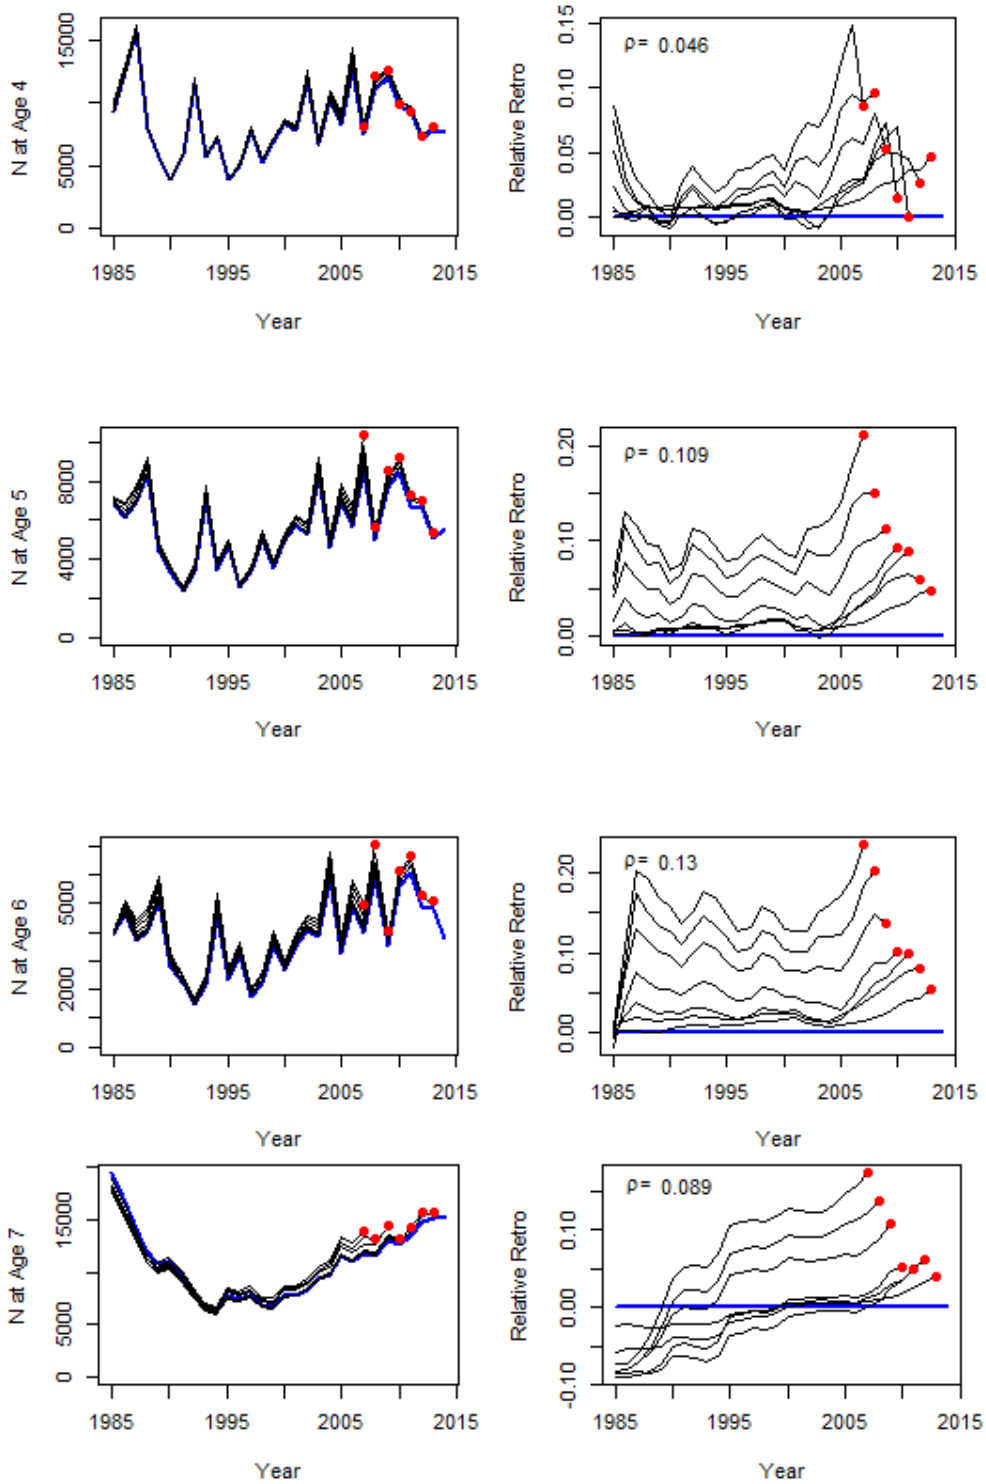 N at Age 4
15000
5000
0
1985
1995
2005
2015
Year
Relative Retro
0.15
0.10
0.05
0.00
ρ= 0.046
1985
1995
2005
2015
Year
N at Age 5
8000
4000
0
1985
1995
2005
2015
Year
Relative Retro
0.20
0.10
0.00
ρ= 0.109
1985
1995
2005
2015
Year
N at Age 6
5000
2000
0
1985
1995
2005
2015
Year
Relative Retro
0.20
0.10
0.00
ρ= 0.13
1985
1995
2005
2015
Year
N at Age 7
15000
5000
0
1985
1995
2005
2015
Year
Relative Retro
0.10
0.00
-0.10
ρ= 0.089
1985
1995
2005
2015
Year